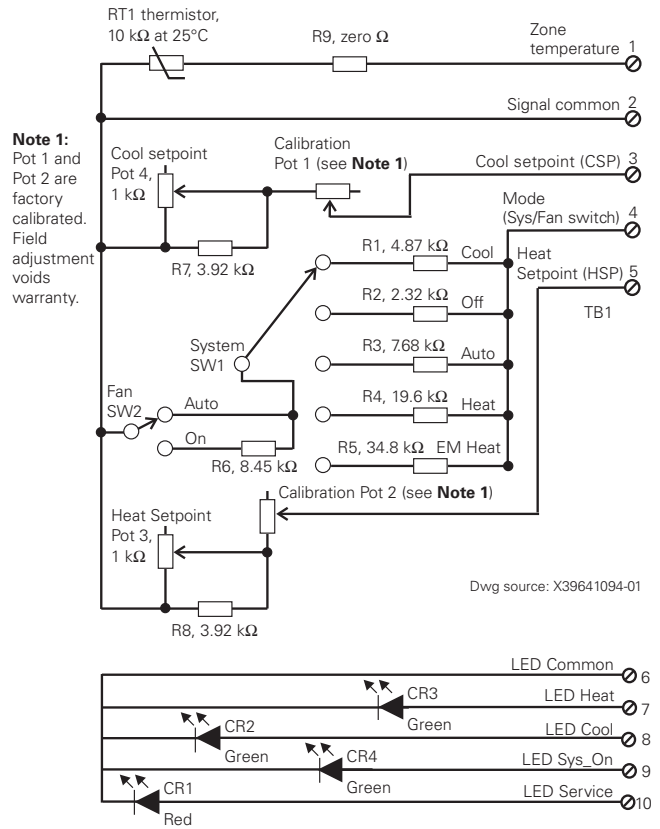 RT1 thermistor,
10 kΩ at 25°C
R9, zero Ω
Zone
temperature 1
Signal common 2
Note 1:
Pot 1 and
Pot 2 are
factory
calibrated.
Field
adjustment
voids
warranty.
Cool setpoint
Pot 4,
1 kΩ
Calibration
Pot 1 (see Note 1)
Cool setpoint (CSP) 3
R7, 3.92 kΩ
Mode
(Sys/Fan switch) 4
R1, 4.87 kΩ Cool
Heat
Setpoint (HSP) 5
TB1
R2, 2.32 kΩ Off
System
SW1
R3, 7.68 kΩ Auto
R4, 19.6 kΩ Heat
R5, 34.8 kΩ EM Heat
Fan
SW2
Auto
On
R6, 8.45 kΩ
Calibration Pot 2 (see Note 1)
Heat Setpoint
Pot 3,
1 kΩ
R8, 3.92 kΩ
Dwg source: X39641094-01
LED Common 6
CR3
Green
LED Heat 7
CR2
Green
LED Cool 8
CR4
Green
LED Sys_On 9
CR1
Red
LED Service 10